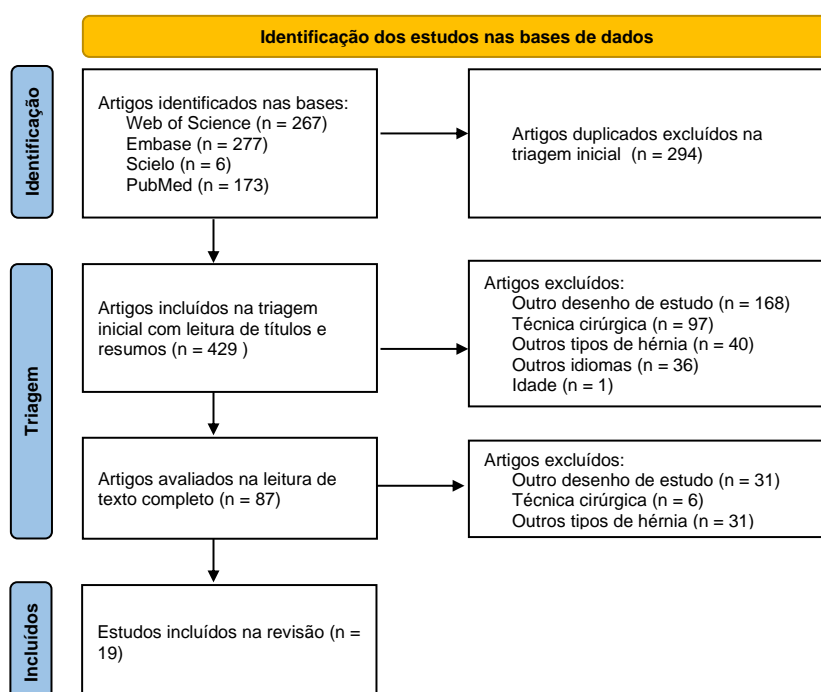 Identificação dos estudos nas bases de dados
Identificação
Artigos identificados nas bases:
Web of Science (n = 267)
Embase (n = 277)
Scielo (n = 6)
PubMed (n = 173)
Artigos duplicados excluídos na
triagem inicial (n = 294)
Triagem
Artigos incluídos na triagem
inicial com leitura de títulos e
resumos (n = 429 )
Artigos excluídos:
Outro desenho de estudo (n = 168)
Técnica cirúrgica (n = 97)
Outros tipos de hérnia (n = 40)
Outros idiomas (n = 36)
Idade (n = 1)
Artigos avaliados na leitura de
texto completo (n = 87)
Artigos excluídos:
Outro desenho de estudo (n = 31)
Técnica cirúrgica (n = 6)
Outros tipos de hérnia (n = 31)
Incluídos
Estudos incluídos na revisão (n =
19)